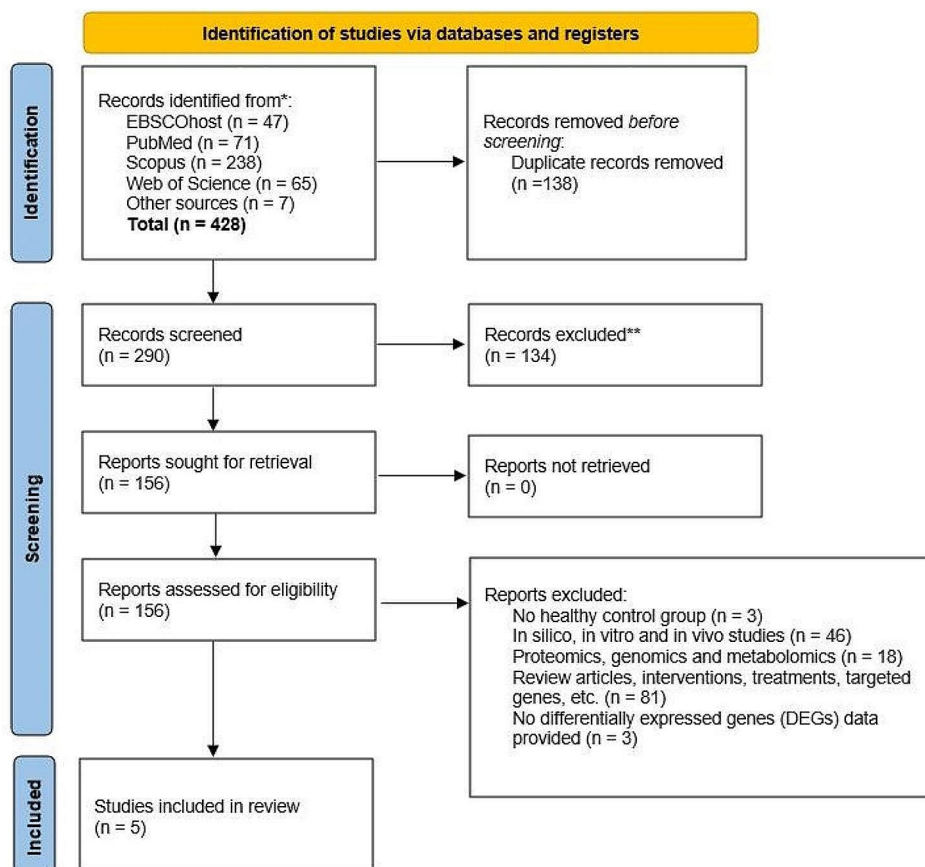 Identification of studies via databases and registers
Identification
Records identified from*:
EBSCOhost (n = 47)
PubMed (n = 71)
Scopus (n = 238)
Web of Science (n = 65)
Other sources (n = 7)
Total (n = 428)
Records removed before
screening:
Duplicate records removed
(n =138)
Screening
Records screened
(n = 290)
Records excluded**
(n = 134)
Reports sought for retrieval
(n = 156)
Reports not retrieved
(n = 0)
Reports assessed for eligibility
(n = 156)
Reports excluded:
No healthy control group (n = 3)
In silico, in vitro and in vivo studies (n = 46)
Proteomics, genomics and metabolomics (n = 18)
Review articles, interventions, treatments, targeted
genes, etc. (n = 81)
No differentially expressed genes (DEGs) data
provided (n = 3)
Included
Studies included in review
(n = 5)